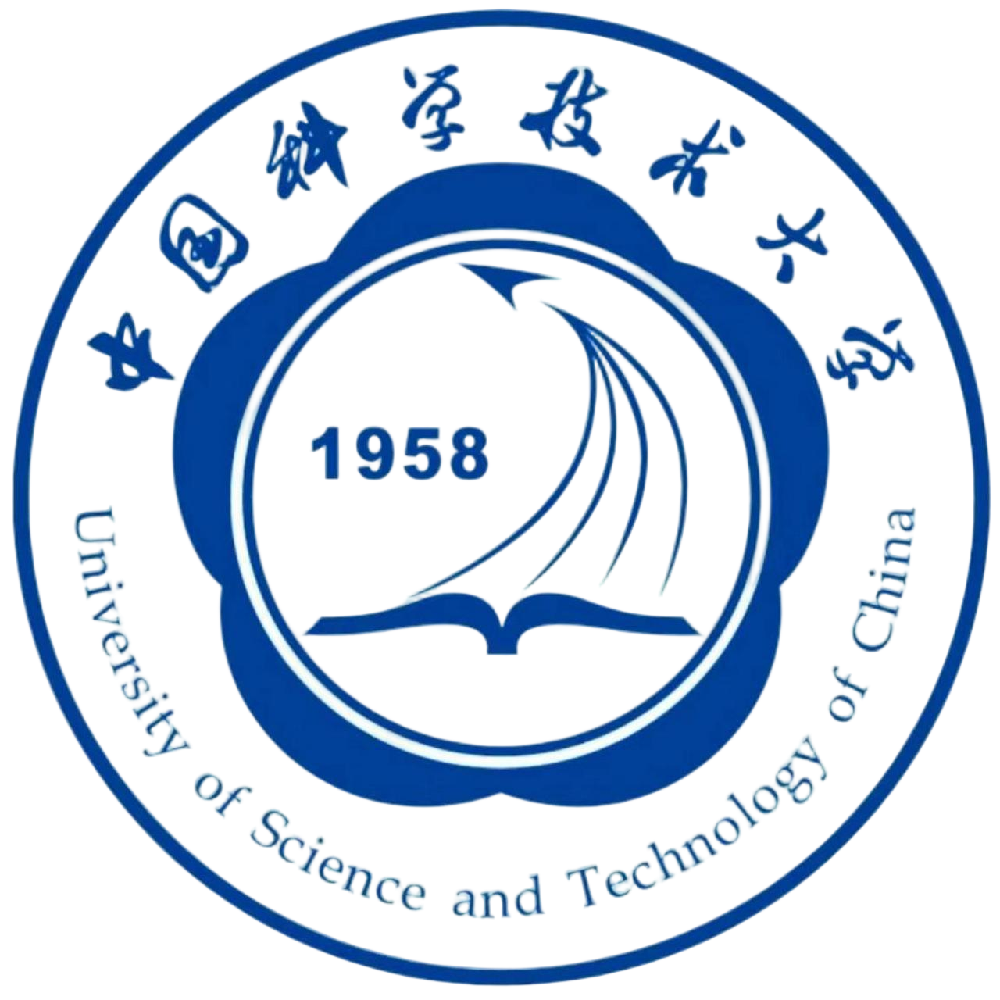 中国科学技术大学
1958
University of Science and Technology of China